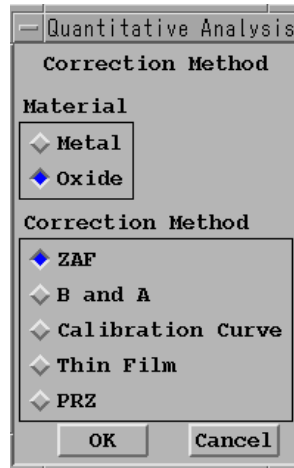 Quantitative Analysis
Correction Method
Material
Metal
Oxide
Correction Method
ZAF
B and A
Calibration Curve
Thin Film
PRZ
OK Cancel